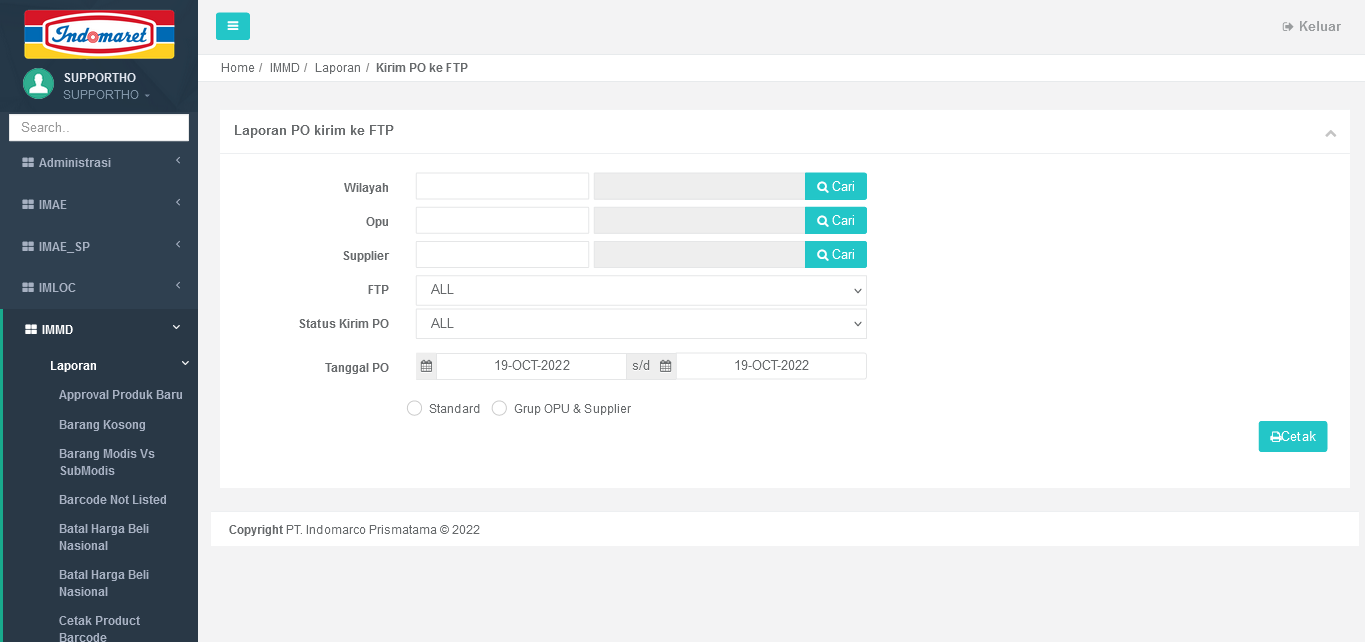 Indomaret
SUPPORTHO
SUPPORTHO
Search..
Administrasi
IMAE
IMAE_SP
IMLOC
IMMD
Laporan
Approval Produk Baru
Barang Kosong
Barang Modis Vs
SubModis
Barcode Not Listed
Batal Harga Beli
Nasional
Batal Harga Beli
Nasional
Cetak Product
Barcode
Keluar
Home / IMMD / Laporan / Kirim PO ke FTP
Laporan PO kirim ke FTP
Wilayah Cari
Opu Cari
Supplier Cari
FTP ALL
Status Kirim PO ALL
Tanggal PO 19-OCT-2022 s/d 19-OCT-2022
Standard Grup OPU & Supplier
Cetak
Copyright PT. Indomarco Prismatama © 2022